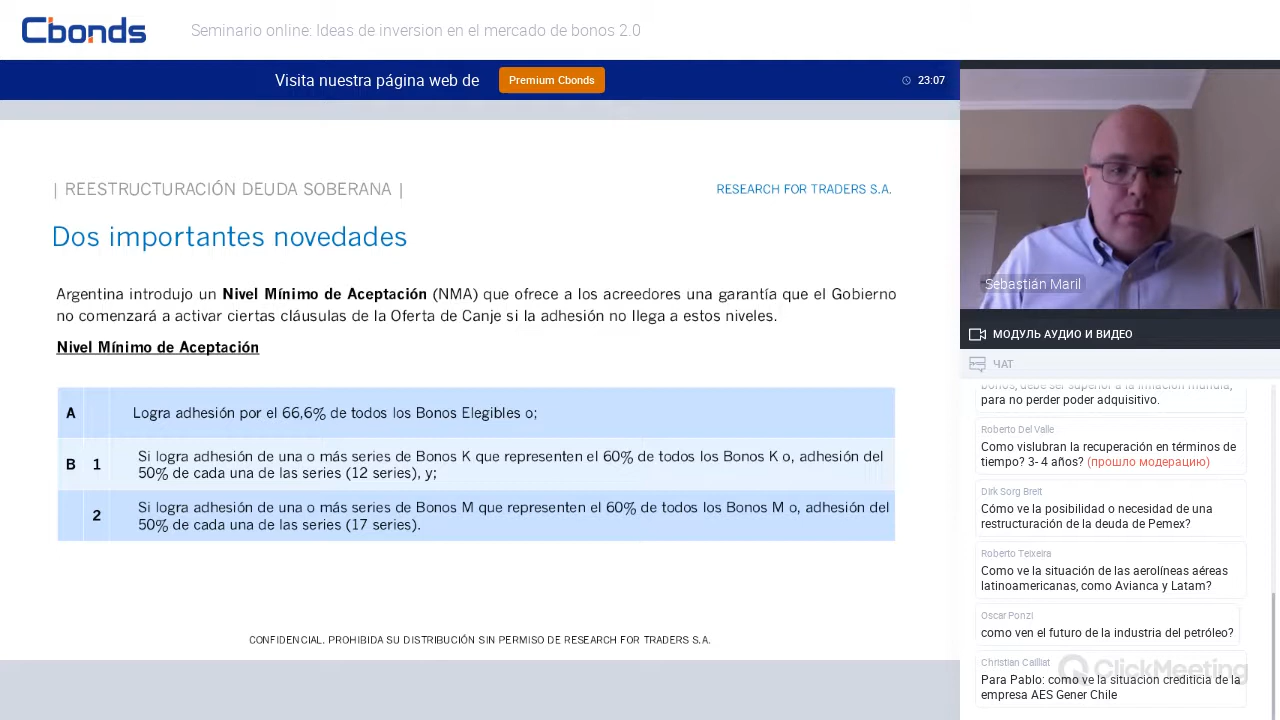 Cbonds
Seminario online: Ideas de inversion en el mercado de bonos 2.0
Visita nuestra página web de
Premium Cbonds
23:07
| REESTRUCTURACIÓN DEUDA SOBERANA |
RESEARCH FOR TRADERS S.A.
Dos importantes novedades
Argentina introdujo un Nivel Mínimo de Aceptación (NMA) que ofrece a los acreedores una garantía que el Gobierno
no comenzará a activar ciertas cláusulas de la Oferta de Canje si la adhesión no llega a estos niveles.
Nivel Mínimo de Aceptación
A Logra adhesión por el 66,6% de todos los Bonos Elegibles o;
B 1 Si logra adhesión de una o más series de Bonos K que representen el 60% de todos los Bonos K o, adhesión del
50% de cada una de las series (12 series), y;
2 Si logra adhesión de una o más series de Bonos M que representen el 60% de todos los Bonos M o, adhesión del
50% de cada una de las series (17 series).
CONFIDENCIAL. PROHIBIDA SU DISTRIBUCIÓN SIN PERMISO DE RESEARCH FOR TRADERS S.A.
Sebastián Maril
МОДУЛЬ АУДИО И ВИДЕО
ЧАТ
bonos, debe ser superior a la inflación mundia,
para no perder poder adquisitivo.
Roberto Del Valle
Como vislubran la recuperación en términos de
tiempo? 3- 4 años? (прошло модерацию)
Dirk Sorg Breit
Cómo ve la posibilidad o necesidad de una
restructuración de la deuda de Pemex?
Roberto Teixeira
Como ve la situación de las aerolíneas aéreas
latinoamericanas, como Avianca y Latam?
Oscar Ponzi
como ven el futuro de la industria del petróleo?
Christian Cailliat
Para Pablo: como ve la situación crediticia de la
empresa AES Gener Chile
ClickMeeting